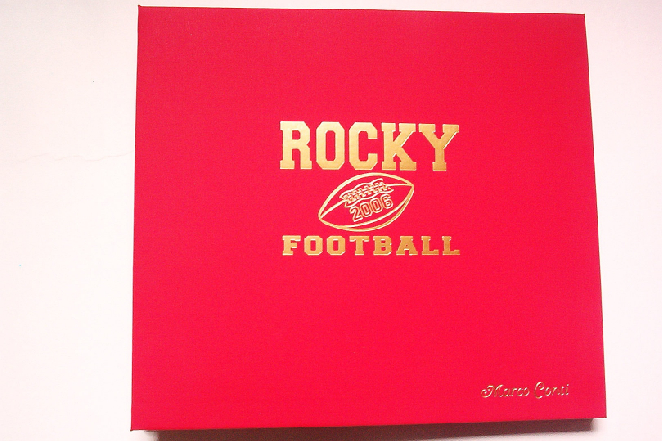 ROCKY
2006
FOOTBALL
Marco Conti